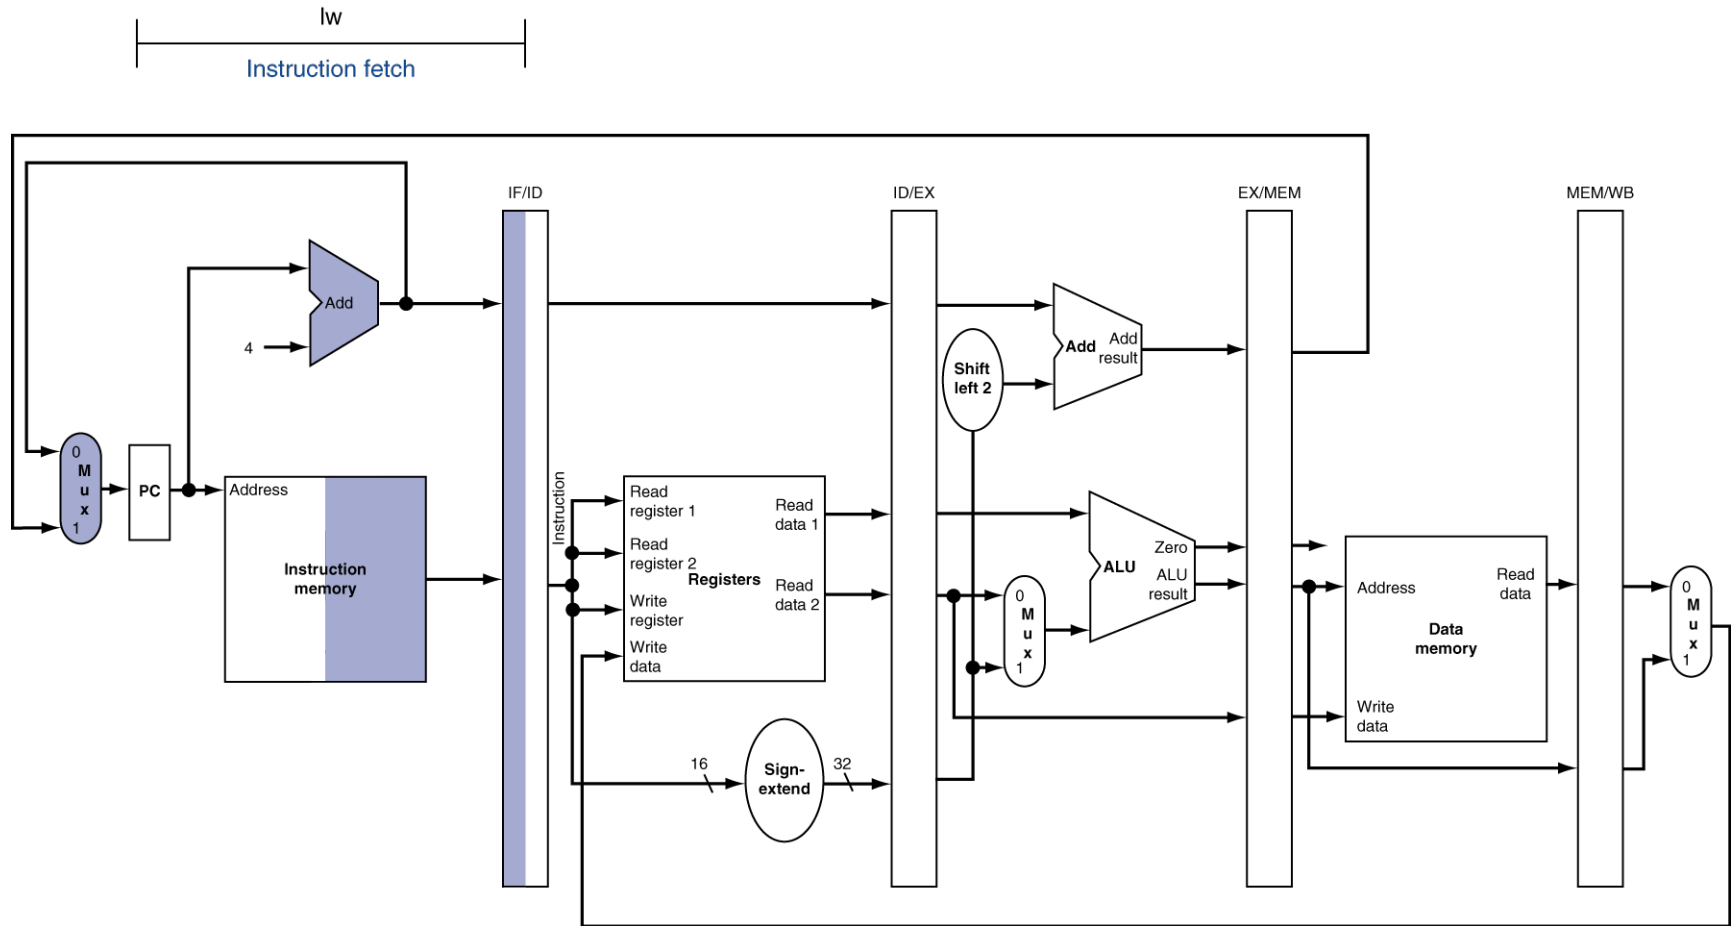 lw
Instruction fetch
IF/ID
ID/EX
EX/MEM
MEM/WB
Add
4
Add
Add
result
Shift
left 2
0
M
u
x
1
PC
Address
Instruction
memory
Instruction
Read
register 1
Read
register 2
Write
register
Write
data
Registers
Read
data 1
Read
data 2
16
Sign-
extend
32
0
M
u
x
1
ALU
Zero
ALU
result
Address
Write
data
Data
memory
Read
data
0
M
u
x
1